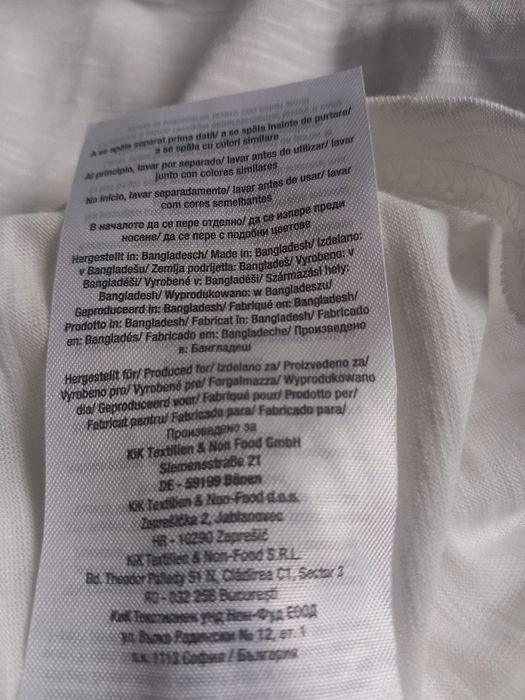 A se spăla separat prima dată/ a se spăla înainte de purtare/
a se spăla cu culori similare
Al principio, lavar por separado/ lavar antes de utilizar/ lavar
junto con colores similares
No início, lavar separadamente/ lavar antes de usar/ lavar
com cores semelhantes
В началото да се пере отделно/ да се изпере преди
носене/ да се пере с подобни цветове
Hergestellt in: Bangladesch/ Made in: Bangladesh/ Izdelano:
v Bangladešu/ Zemlja podrijetla: Bangladeš/ Vyrobeno: v
Bangladéši/ Vyrobené v: Bangladéši/ Származási hely:
Banglades/ Wyprodukowano: w Bangladeszu/
Geproduceerd in: Bangladesh/ Fabriqué en: Bangladesh/
Prodotto in: Bangladesh/ Fabricat în: Bangladesh/ Fabricado
en: Bangladés/ Fabricado em: Bangladeche/ Произведено
в: Бангладеш
Hergestellt für/ Produced for/ Izdelano za/ Proizvedeno za/
Vyrobeno pro/ Vyrobené pre/ Forgalmazza/ Wyprodukowano
dla/ Geproduceerd voor/ Fabriqué pour/ Prodotto per/
Fabricat pentru/ Fabricado para/ Fabricado para/
Произведено за
KiK Textilien & Non Food GmbH
Siemensstraße 21
DE - 59199 Bönen
KiK Textilien & Non-Food d.o.o.
Zaprešićka 2, Jablanovec
HR - 10290 Zaprešić
KiK Textilien & Non-Food S.R.L.
Bd. Theodor Pallady 51 N, Clădirea C1, Sector 3
RO - 032 258 Bucureşti
КиК Текстилиен унд Нон-Фуд ЕООД
ул. Вълко Радински № 12, ет. 1
п.к. 1113 София / България